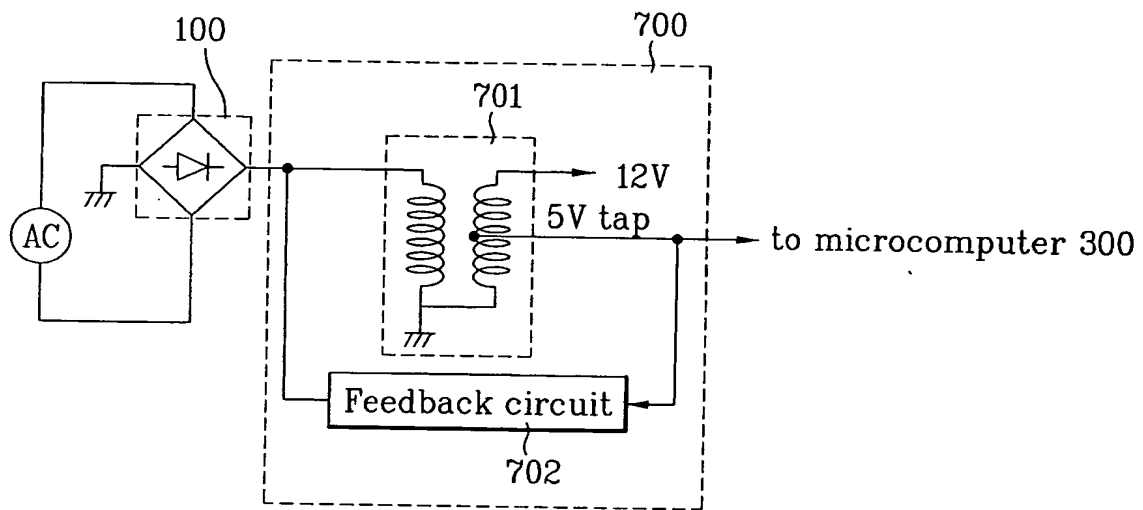 100
700
701
12V
5V tap
AC
to microcomputer 300
Feedback circuit
702